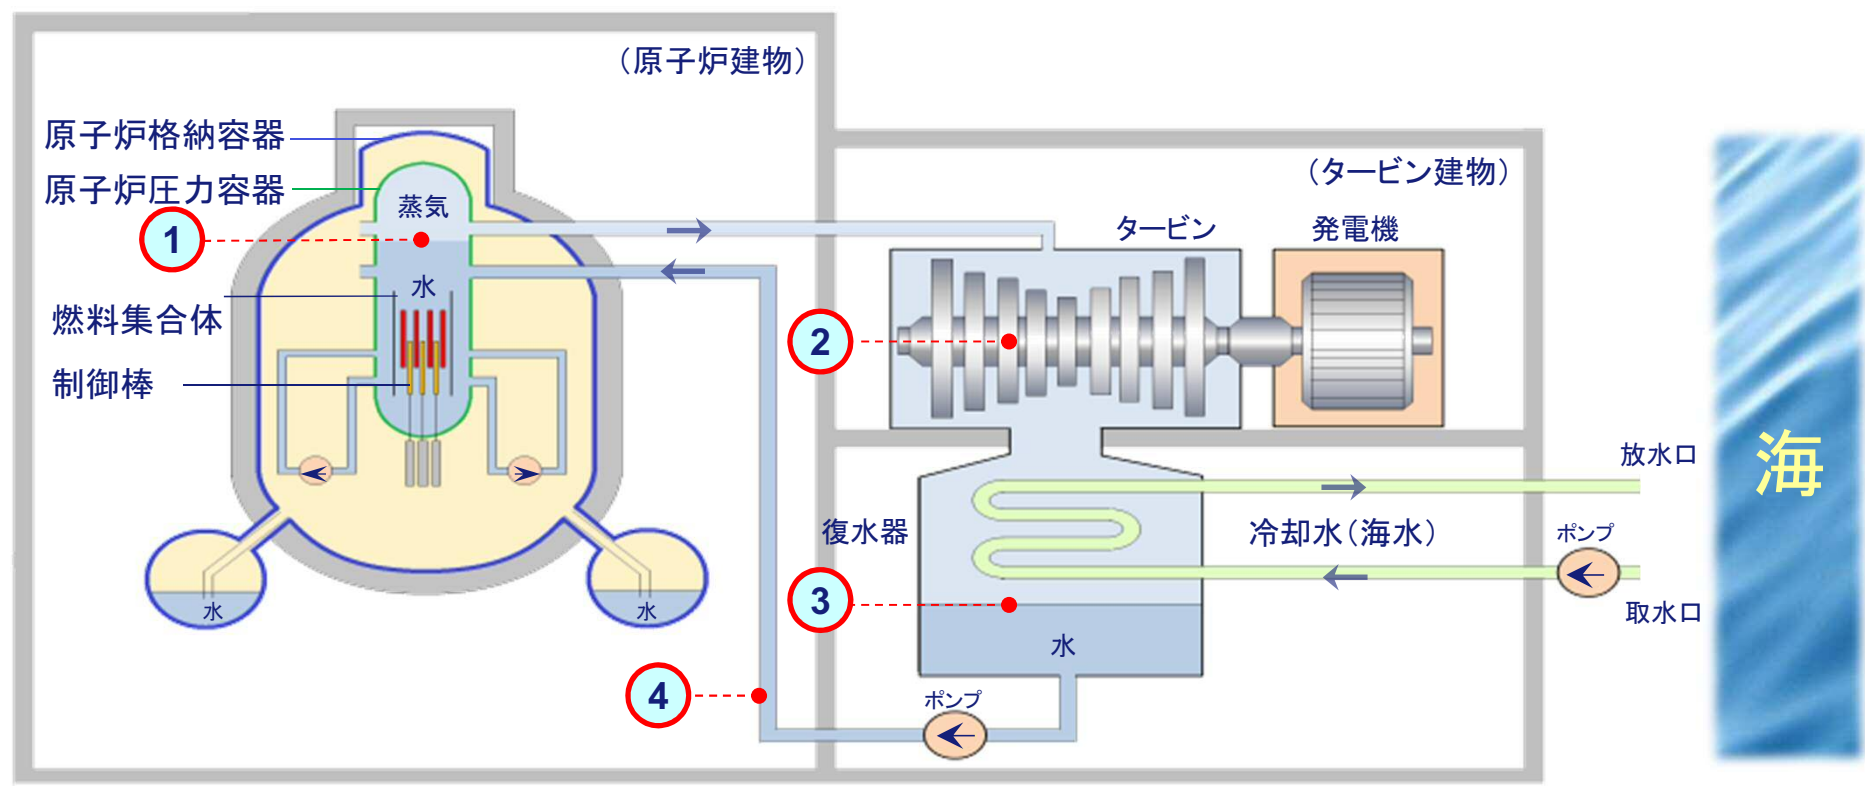 （原子炉建物）
原子炉格納容器
原子炉圧力容器
蒸気
1
水
燃料集合体
制御棒
水
水
（タービン建物）
タービン
発電機
2
放水口
海
復水器
冷却水（海水）
ポンプ
3
取水口
水
4
ポンプ